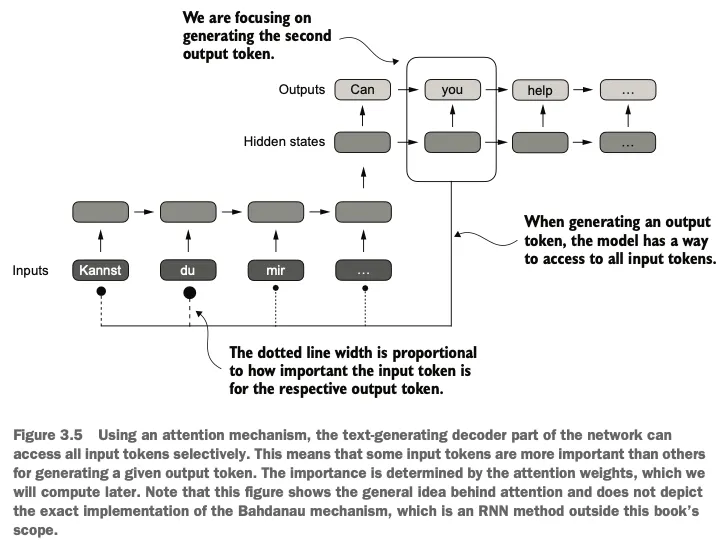 We are focusing on
generating the second
output token.
Outputs
Can
you
help
...
Hidden states
...
When generating an output
token, the model has a way
to access to all input tokens.
Inputs
Kannst
du
mir
...
The dotted line width is proportional
to how important the input token is
for the respective output token.
Figure 3.5 Using an attention mechanism, the text-generating decoder part of the network can
access all input tokens selectively. This means that some input tokens are more important than others
for generating a given output token. The importance is determined by the attention weights, which we
will compute later. Note that this figure shows the general idea behind attention and does not depict
the exact implementation of the Bahdanau mechanism, which is an RNN method outside this book's
scope.